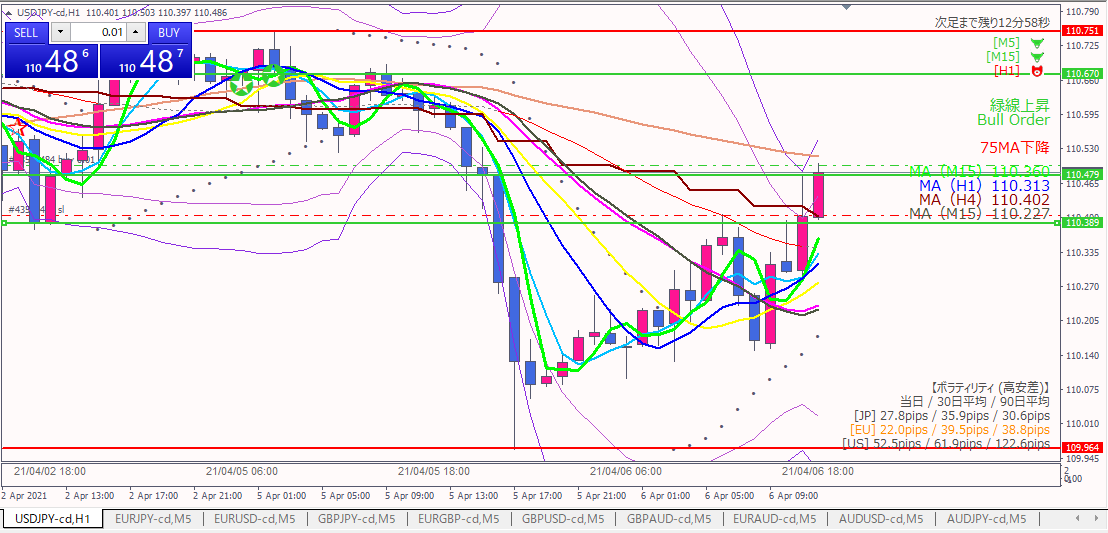 USDJPY-cd,H1 110.401 110.503 110.397 110.486
SELL
0.01
BUY
110 48 6
110 48 7
次足まで残り12分58秒
[M5]
[M15]
[H1]
緑線上昇
Bull Order
75MA下降
MA（M15）110.360
MA（H1）110.313
MA（H4）110.402
MA（M15）110.227
【ボラティリティ (高安差)】
当日 / 30日平均 / 90日平均
[JP] 27.8pips / 35.9pips / 30.6pips
[EU] 22.0pips / 39.5pips / 38.8pips
[US] 52.5pips / 61.9pips / 122.6pips
110.790
110.751
110.725
110.670
110.660
110.595
110.530
110.479
110.465
110.400
110.389
110.335
110.270
110.205
110.140
110.075
110.010
109.964
109.945
21/04/02 18:00
21/04/05 06:00
21/04/05 18:00
21/04/06 06:00
21/04/06 18:00
2 Apr 2021
2 Apr 13:00
2 Apr 17:00
2 Apr 21:00
5 Apr 01:00
5 Apr 05:00
5 Apr 09:00
5 Apr 13:00
5 Apr 17:00
5 Apr 21:00
6 Apr 01:00
6 Apr 05:00
6 Apr 09:00
USDJPY-cd,H1
EURJPY-cd,M5
EURUSD-cd,M5
GBPJPY-cd,M5
EURGBP-cd,M5
GBPUSD-cd,M5
GBPAUD-cd,M5
EURAUD-cd,M5
AUDUSD-cd,M5
AUDJPY-cd,M5